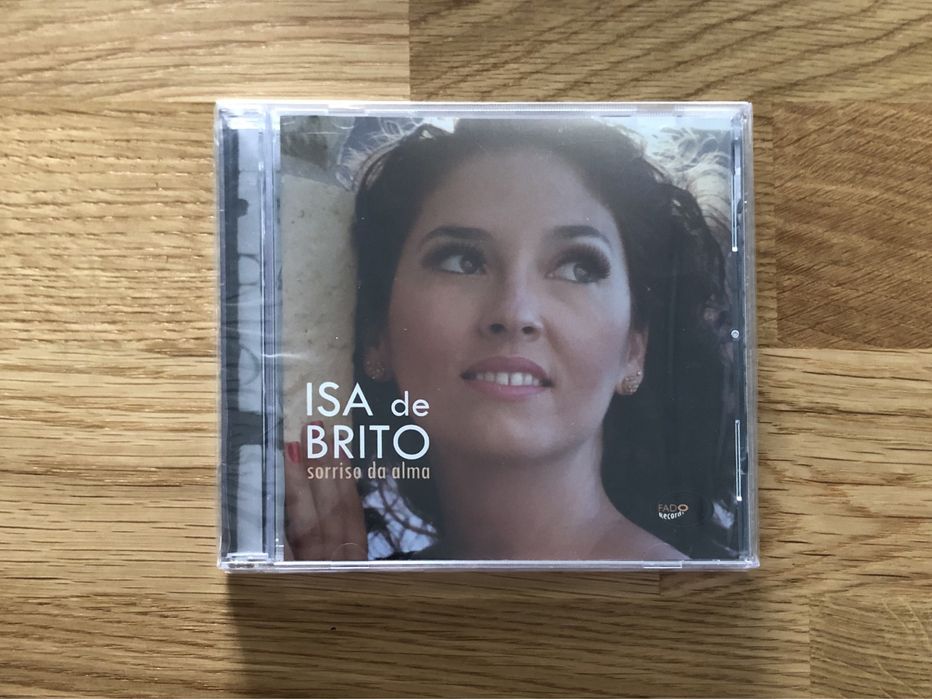 ISA de
BRITO
sorriso da alma
FADO
Records